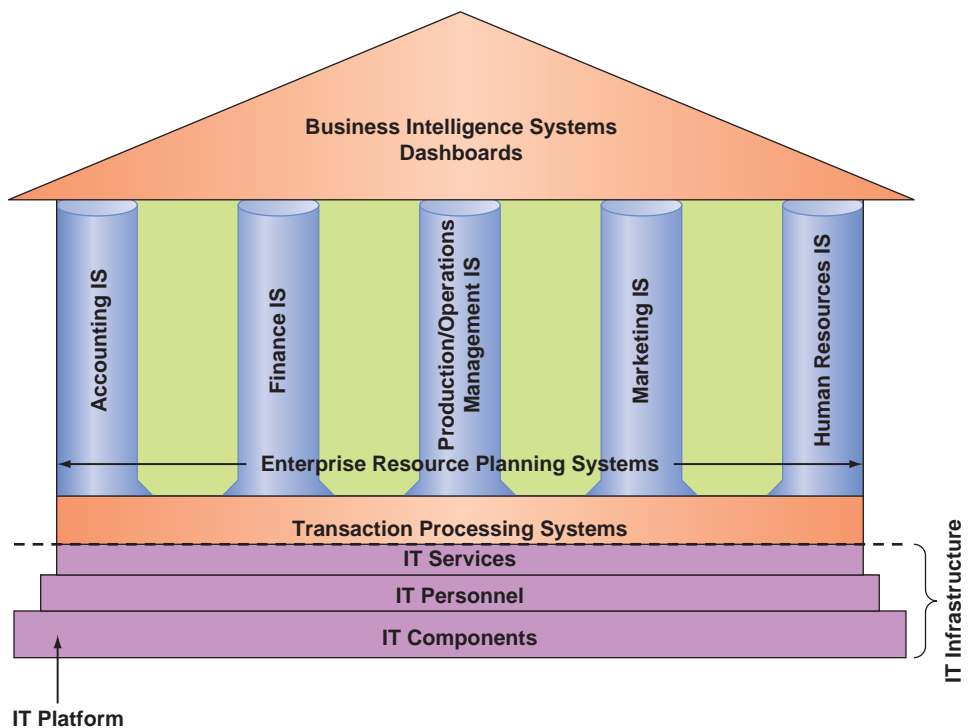 Business Intelligence Systems
Dashboards
Accounting IS
Finance IS
Production/Operations
Management IS
Marketing IS
Human Resources IS
Enterprise Resource Planning Systems
Transaction Processing Systems
IT Services
IT Personnel
IT Components
IT Infrastructure
IT Platform